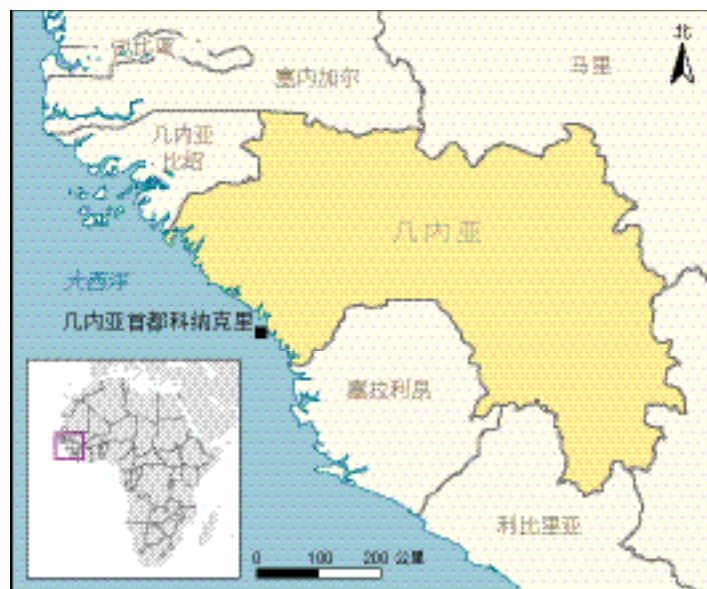 冈比亚
北
塞内加尔
马里
几内亚
比绍
几内亚
大西洋
几内亚首都科纳克里
塞拉利昂
利比里亚
0 100 200 公里